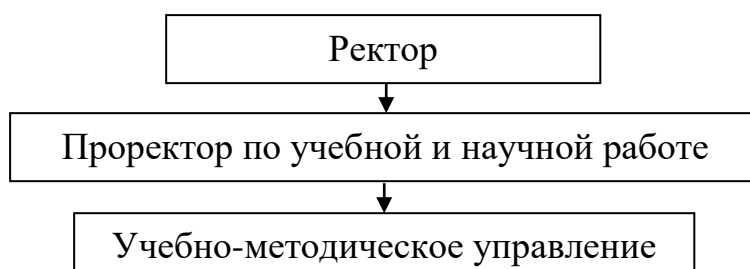 Ректор
Проректор по учебной и научной работе
Учебно-методическое управление